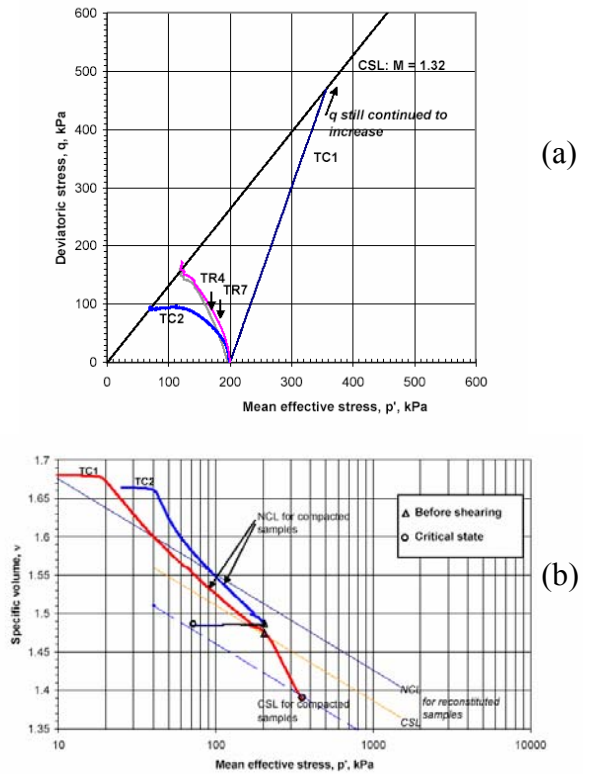 600
500
400
300
200
100
0
Deviatoric stress, q, kPa
CSL: M = 1.32
q still continued to
increase
TC1
TR4
TR7
TC2
0 100 200 300 400 500 600
Mean effective stress, p', kPa
(a)
1.7
1.65
1.6
1.55
1.5
1.45
1.4
1.35
Specific volume, v
TC1
TC2
NCL for compacted
samples
Before shearing
Critical state
CSL for compacted
samples
NCL
for reconstituted
samples
CSL
10 100 1000 10000
Mean effective stress, p', kPa
(b)